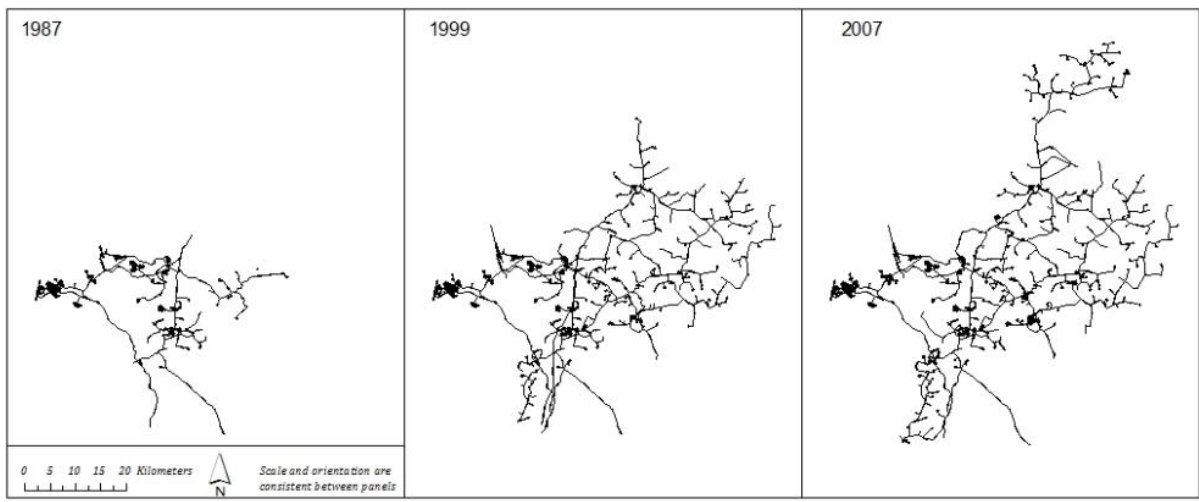 1987
1999
2007
0 5 10 15 20 Kilometers
N
Scale and orientation are
consistent between panels